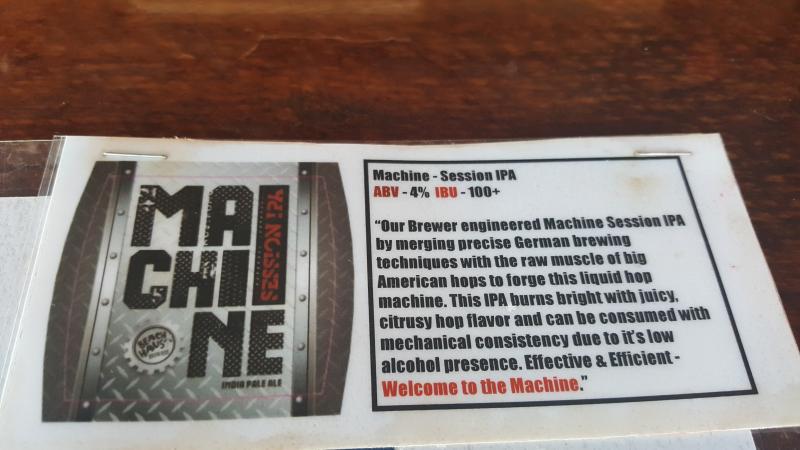 MAI
CHI
NE
SESSION IPA
BEACH
HAUS
INDIA PALE ALE
Machine - Session IPA
ABV - 4% IBU - 100+
"Our Brewer engineered Machine Session IPA
by merging precise German brewing
techniques with the raw muscle of big
American hops to forge this liquid hop
machine. This IPA burns bright with juicy,
citrusy hop flavor and can be consumed with
mechanical consistency due to it's low
alcohol presence. Effective & Efficient -
Welcome to the Machine."